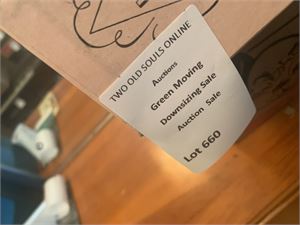 TWO OLD SOULS ONLINE
Auctions
Green Moving
Downsizing Sale
Auction Sale
Lot 660